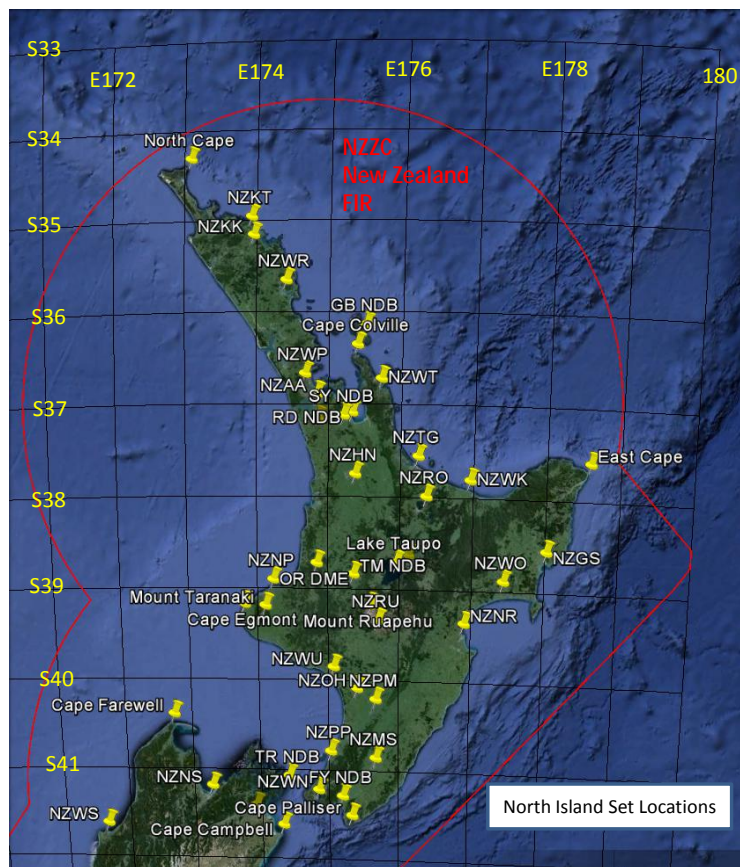 S33
E172
E174
E176
E178
180
S34
North Cape
NZZC
New Zealand
FIR
NZKT
S35
NZKK
NZWR
GB NDB
S36
Cape Colville
NZWP
NZWT
NZAA
SY NDB
S37
RD NDB
NZTG
NZHN
East Cape
NZRO
NZWK
S38
Lake Taupo
NZNP
TM NDB
NZWO
NZGS
OR DME
S39
Mount Taranaki
NZRU
Cape Egmont
Mount Ruapehu
NZNR
NZWU
S40
NZOH
NZPM
Cape Farewell
NZPP
NZMS
TR NDB
S41
NZNS
NZWN
FY NDB
Cape Palliser
NZWS
Cape Campbell
North Island Set Locations